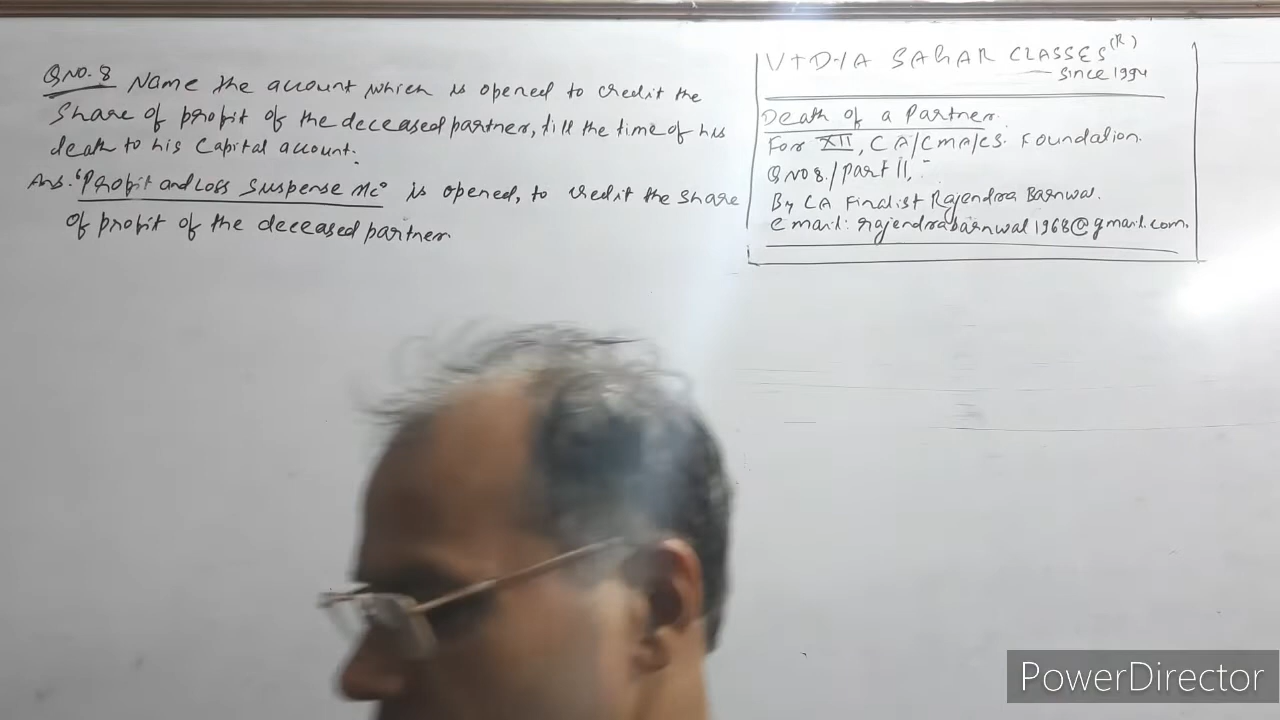 Q.NO. 8 Name the account which is opened to credit the
Share of profit of the deceased partner, till the time of his
death to his Capital account.
Ans. "Profit and Loss Suspense A/c" is opened, to credit the share
of profit of the deceased partner.
VIDYA SAGAR CLASSES (R)
Since 1994
Death of a Partner.
For XII, CA/CMA/CS. Foundation.
Q NO 8./Part II,
By CA Finalist Rajendra Barnwal.
email: rajendrabarnwal1968@gmail.com.
PowerDirector